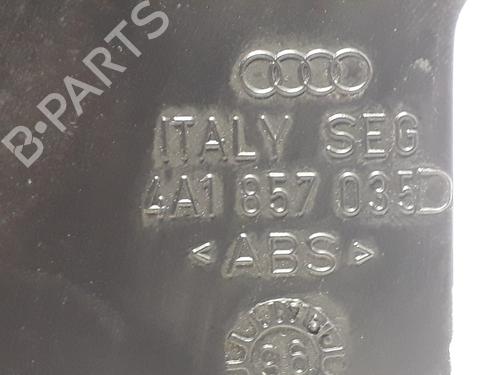 B-PARTS
ITALY SEG
4A1 857 035D
<ABS>